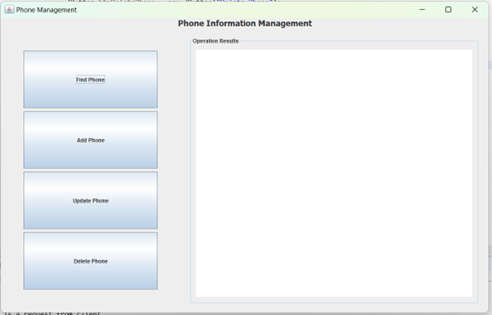 Phone Management
Phone Information Management
Operation Results
Find Phone
Add Phone
Update Phone
Delete Phone
is a request from client